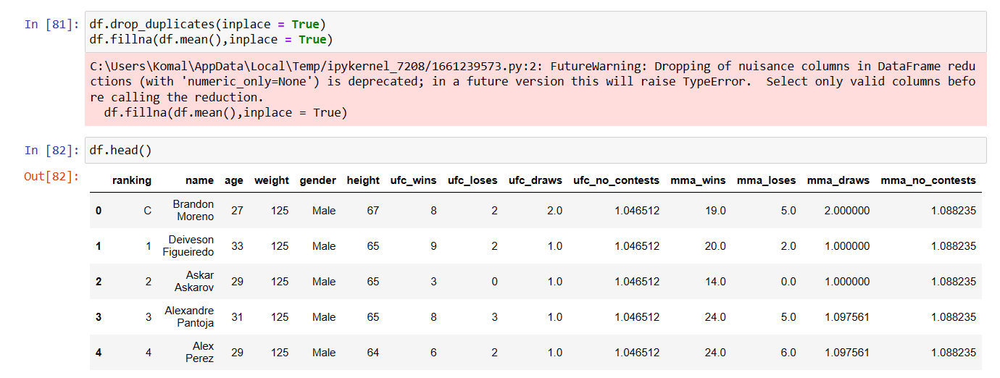 In [81]: df.drop_duplicates(inplace = True)
df.fillna(df.mean(),inplace = True)
C:\Users\Komal\AppData\Local\Temp/ipykernel_7208/1661239573.py:2: FutureWarning: Dropping of nuisance columns in DataFrame redu
ctions (with 'numeric_only=None') is deprecated; in a future version this will raise TypeError.  Select only valid columns befo
re calling the reduction.
  df.fillna(df.mean(),inplace = True)
In [82]: df.head()
Out[82]:
ranking name age weight gender height ufc_wins ufc_loses ufc_draws ufc_no_contests mma_wins mma_loses mma_draws mma_no_contests
0 C Brandon Moreno 27 125 Male 67 8 2 2.0 1.046512 19.0 5.0 2.000000 1.088235
1 1 Deiveson Figueiredo 33 125 Male 65 9 2 1.0 1.046512 20.0 2.0 1.000000 1.088235
2 2 Askar Askarov 29 125 Male 65 3 0 1.0 1.046512 14.0 0.0 1.000000 1.088235
3 3 Alexandre Pantoja 31 125 Male 65 8 3 1.0 1.046512 24.0 5.0 1.097561 1.088235
4 4 Alex Perez 29 125 Male 64 6 2 1.0 1.046512 24.0 6.0 1.097561 1.088235